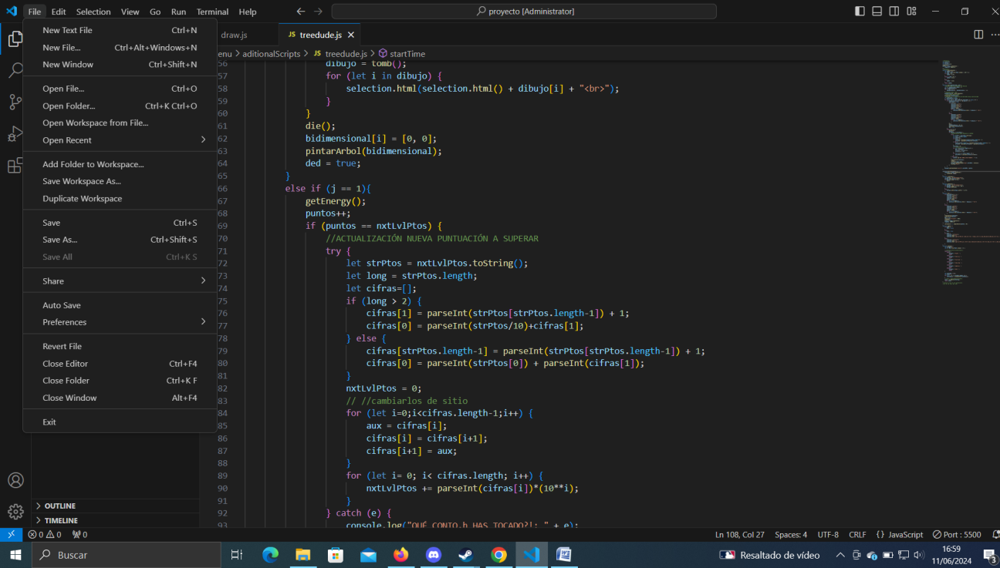 File Edit Selection View Go Run Terminal Help
proyecto [Administrator]
New Text File Ctrl+N
New File... Ctrl+Alt+Windows+N
New Window Ctrl+Shift+N
Open File... Ctrl+O
Open Folder... Ctrl+K Ctrl+O
Open Workspace from File...
Open Recent
Add Folder to Workspace...
Save Workspace As...
Duplicate Workspace
Save Ctrl+S
Save As... Ctrl+Shift+S
Save All Ctrl+K S
Share
Auto Save
Preferences
Revert File
Close Editor Ctrl+F4
Close Folder Ctrl+K F
Close Window Alt+F4
Exit
OUTLINE
TIMELINE
draw.js
JS treedude.js
enu > aditionalScripts > JS treedude.js > startTime
56 dibujo = tomb();
57 for (let i in dibujo) {
58 selection.html(selection.html() + dibujo[i] + "<br>");
59 }
60 }
61 die();
62 bidimensional[i] = [0, 0];
63 pintarArbol(bidimensional);
64 ded = true;
65 }
66 else if (j == 1){
67 getEnergy();
68 puntos++;
69 if (puntos == nxtLvlPtos) {
70 //ACTUALIZACIÓN NUEVA PUNTUACIÓN A SUPERAR
71 try {
72 let strPtos = nxtLvlPtos.toString();
73 let long = strPtos.length;
74 let cifras=[];
75 if (long > 2) {
76 cifras[1] = parseInt(strPtos[strPtos.length-1]) + 1;
77 cifras[0] = parseInt(strPtos/10)+cifras[1];
78 } else {
79 cifras[strPtos.length-1] = parseInt(strPtos[strPtos.length-1]) + 1;
80 cifras[0] = parseInt(strPtos[0]) + parseInt(cifras[1]);
81 }
82 nxtLvlPtos = 0;
83 // //cambiarlos de sitio
84 for (let i=0;i<cifras.length-1;i++) {
85 aux = cifras[i];
86 cifras[i] = cifras[i+1];
87 cifras[i+1] = aux;
88 }
89 for (let i= 0; i< cifras.length; i++) {
90 nxtLvlPtos += parseInt(cifras[i])*(10**i);
91 }
92 } catch (e) {
93 console.log("QUÉ CONIO.h HAS TOCADO?!: " + e);
0 0 0 Ln 108, Col 27 Spaces: 4 UTF-8 CRLF {} JavaScript Port : 5500
Buscar
Resaltado de vídeo
16:59
11/06/2024
3